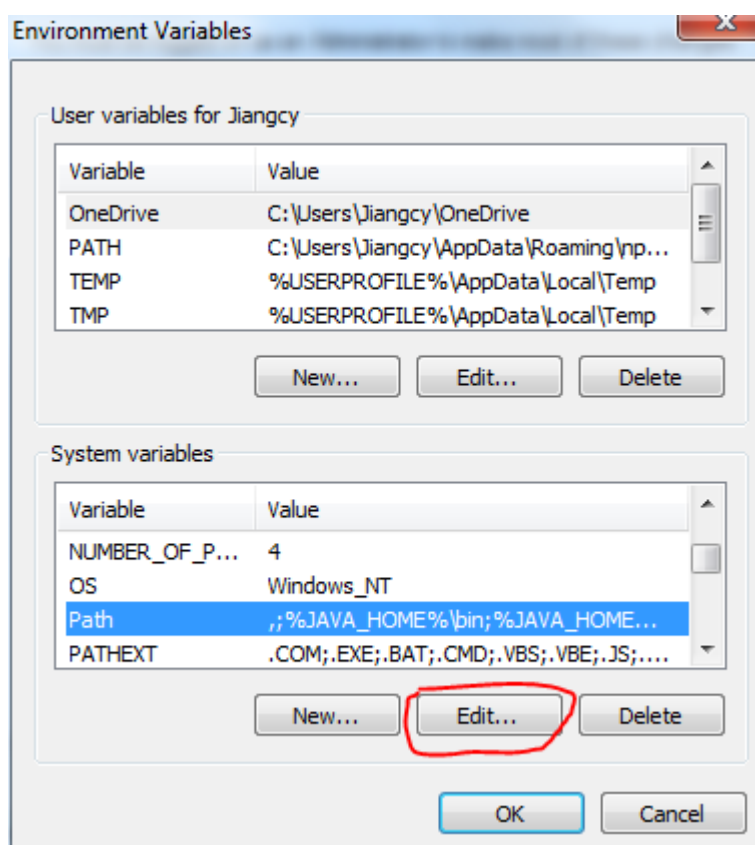 Environment Variables
User variables for Jiangcy
Variable Value
OneDrive C:\Users\Jiangcy\OneDrive
PATH C:\Users\Jiangcy\AppData\Roaming\np...
TEMP %USERPROFILE%\AppData\Local\Temp
TMP %USERPROFILE%\AppData\Local\Temp
New... Edit... Delete
System variables
Variable Value
NUMBER_OF_P... 4
OS Windows_NT
Path ,;%JAVA_HOME%\bin;%JAVA_HOME...
PATHEXT .COM;.EXE;.BAT;.CMD;.VBS;.VBE;.JS;....
New... Edit... Delete
OK Cancel